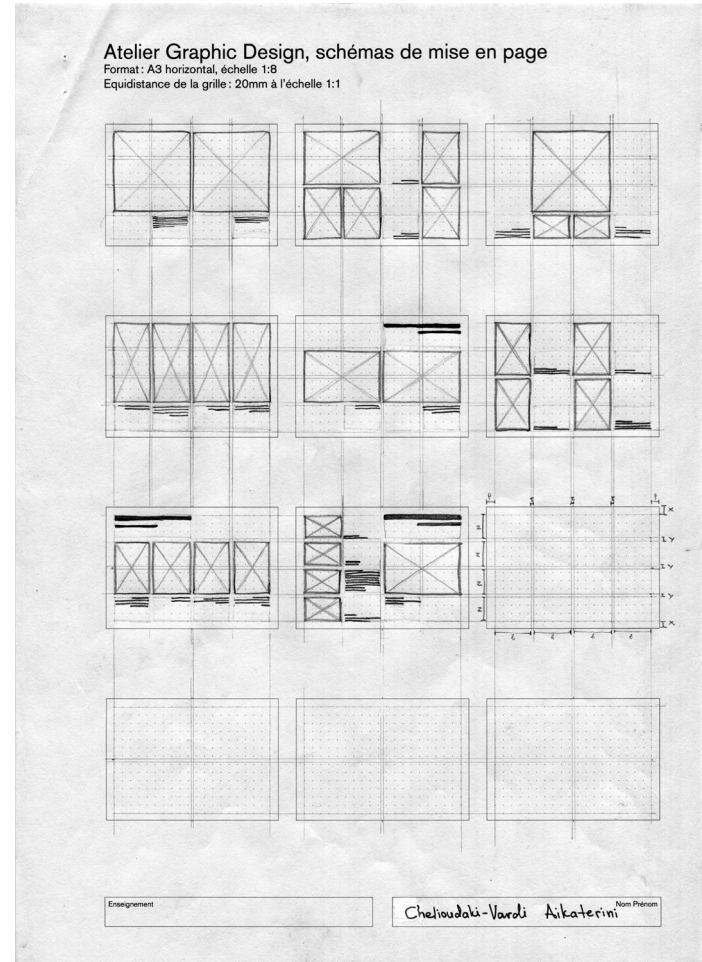 Atelier Graphic Design, schémas de mise en page
Format : A3 horizontal, échelle 1:8
Equidistance de la grille : 20mm à l'échelle 1:1
Enseignement
Nom Prénom
Chelioudaki-Vardi Aikaterini